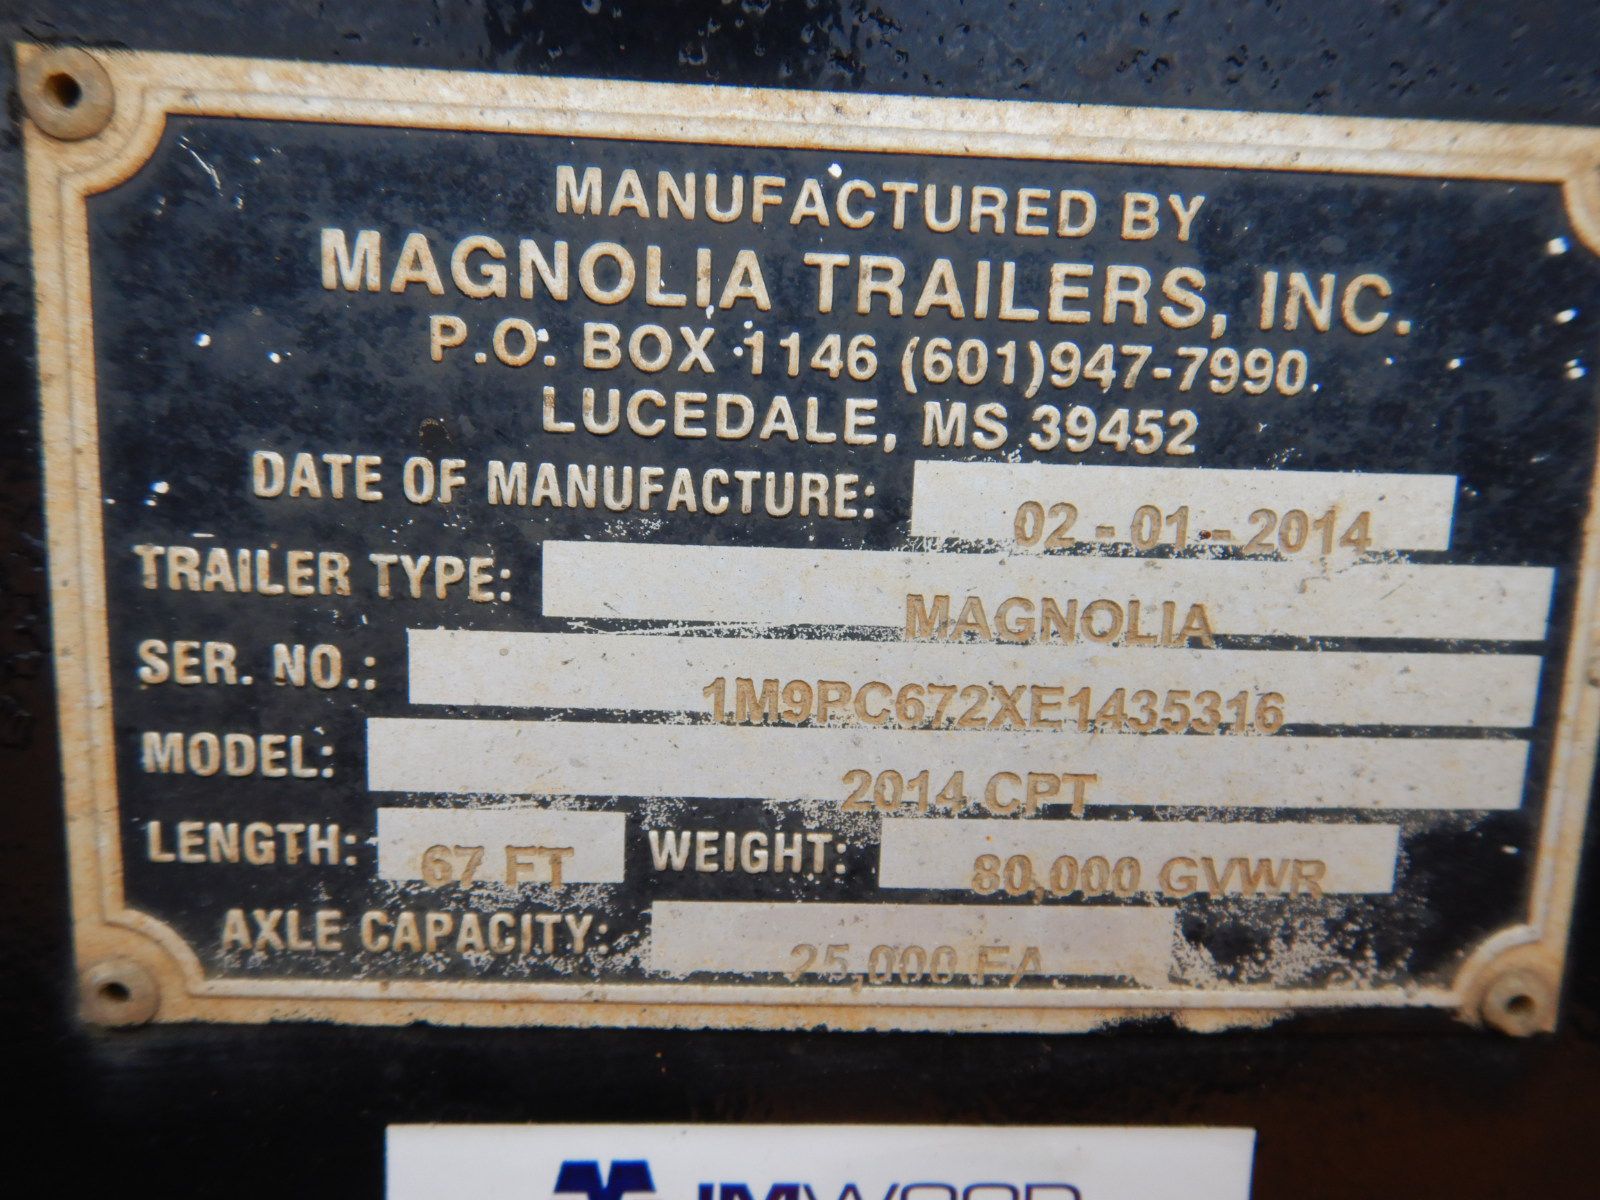 MANUFACTURED BY
MAGNOLIA TRAILERS, INC.
P.O. BOX 1146 (601)947-7990
LUCEDALE, MS 39452
DATE OF MANUFACTURE: 02-01-2014
TRAILER TYPE: MAGNOLIA
SER. NO.: 1M9PC672XE1435316
MODEL: 2014 CPT
LENGTH: 67 FT WEIGHT: 80,000 GVWR
AXLE CAPACITY: 25,000 EA